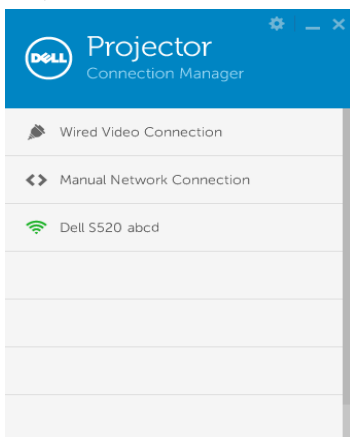 DELL
Projector
Connection Manager
Wired Video Connection
Manual Network Connection
Dell S520 abcd